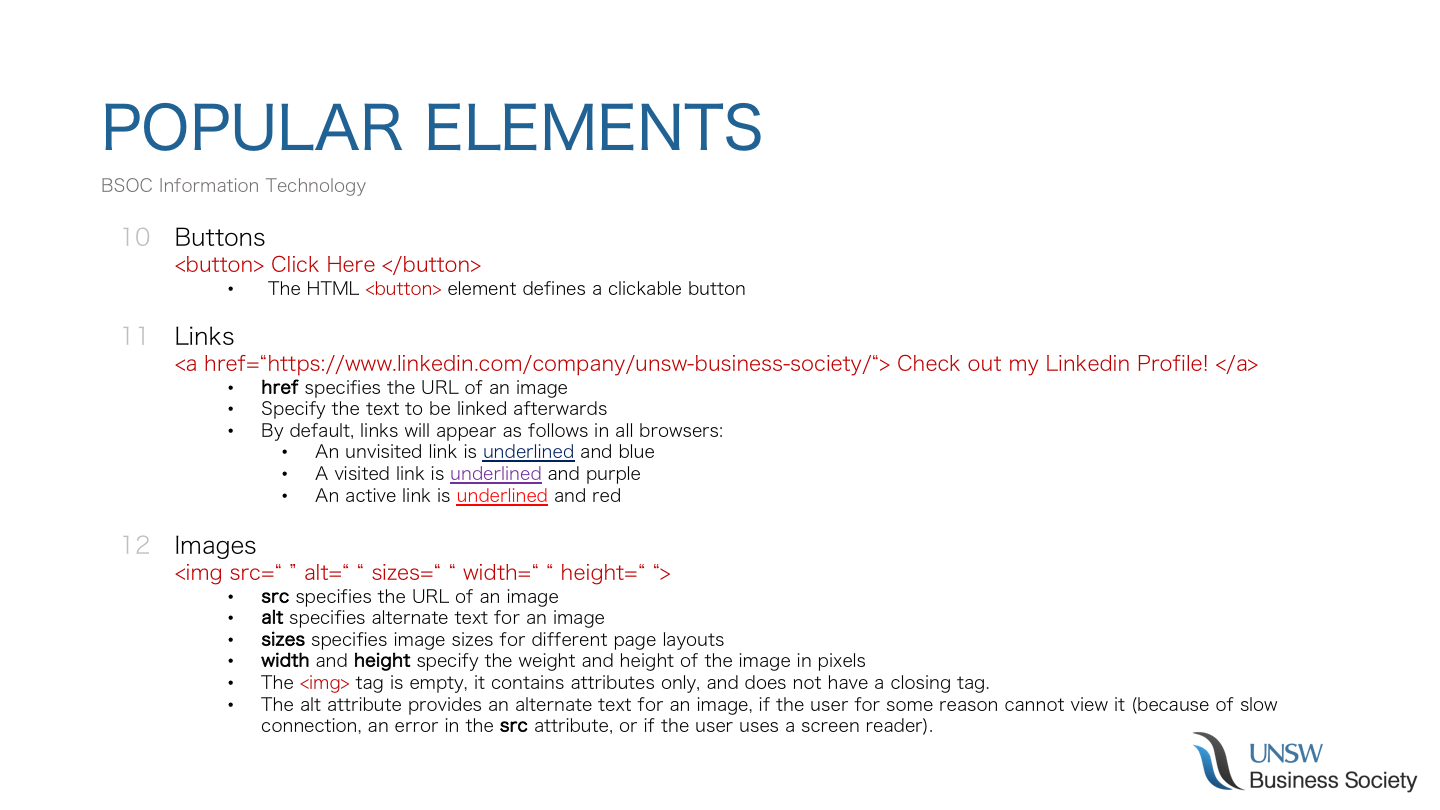 POPULAR ELEMENTS
BSOC Information Technology
10 Buttons
<button> Click Here </button>
• The HTML <button> element defines a clickable button
11 Links
<a href=“https://www.linkedin.com/company/unsw-business-society/“> Check out my Linkedin Profile! </a>
• href specifies the URL of an image
• Specify the text to be linked afterwards
• By default, links will appear as follows in all browsers:
• An unvisited link is underlined and blue
• A visited link is underlined and purple
• An active link is underlined and red
12 Images
<img src=“ ” alt=“ “ sizes=“ “ width=“ “ height=“ “>
• src specifies the URL of an image
• alt specifies alternate text for an image
• sizes specifies image sizes for different page layouts
• width and height specify the weight and height of the image in pixels
• The <img> tag is empty, it contains attributes only, and does not have a closing tag.
• The alt attribute provides an alternate text for an image, if the user for some reason cannot view it (because of slow
connection, an error in the src attribute, or if the user uses a screen reader).
UNSW
Business Society